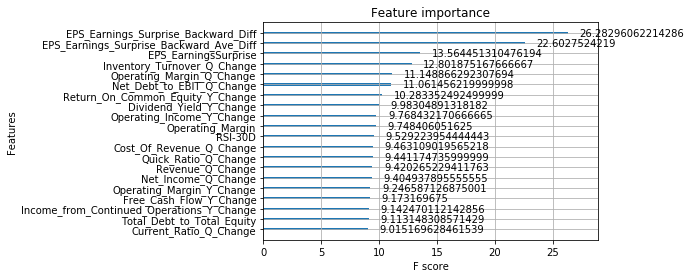 Feature importance
EPS_Earnings_Surprise_Backward_Diff 26.28296062214286
EPS_Earnings_Surprise_Backward_Ave_Diff 22.6027524219
EPS_EarningsSurprise 13.564451310476194
Inventory_Turnover_Q_Change 12.801875167666667
Operating_Margin_Q_Change 11.148866292307694
Net_Debt_to_EBIT_Q_Change 11.061456219999998
Return_On_Common_Equity_Y_Change 10.283352492499999
Dividend_Yield_Y_Change 9.98304891318182
Operating_Income_Y_Change 9.768432170666665
Operating_Margin 9.748406051625
RSI-30D 9.529223954444443
Cost_Of_Revenue_Q_Change 9.463109019565218
Quick_Ratio_Q_Change 9.441174735999999
Revenue_Q_Change 9.420265229411763
Net_Income_Q_Change 9.404937895555555
Operating_Margin_Y_Change 9.246587126875001
Free_Cash_Flow_Y_Change 9.173169675
Income_from_Continued_Operations_Y_Change 9.142470112142856
Total_Debt_to_Total_Equity 9.113148308571429
Current_Ratio_Q_Change 9.015169628461539
Features
0 5 10 15 20 25
F score